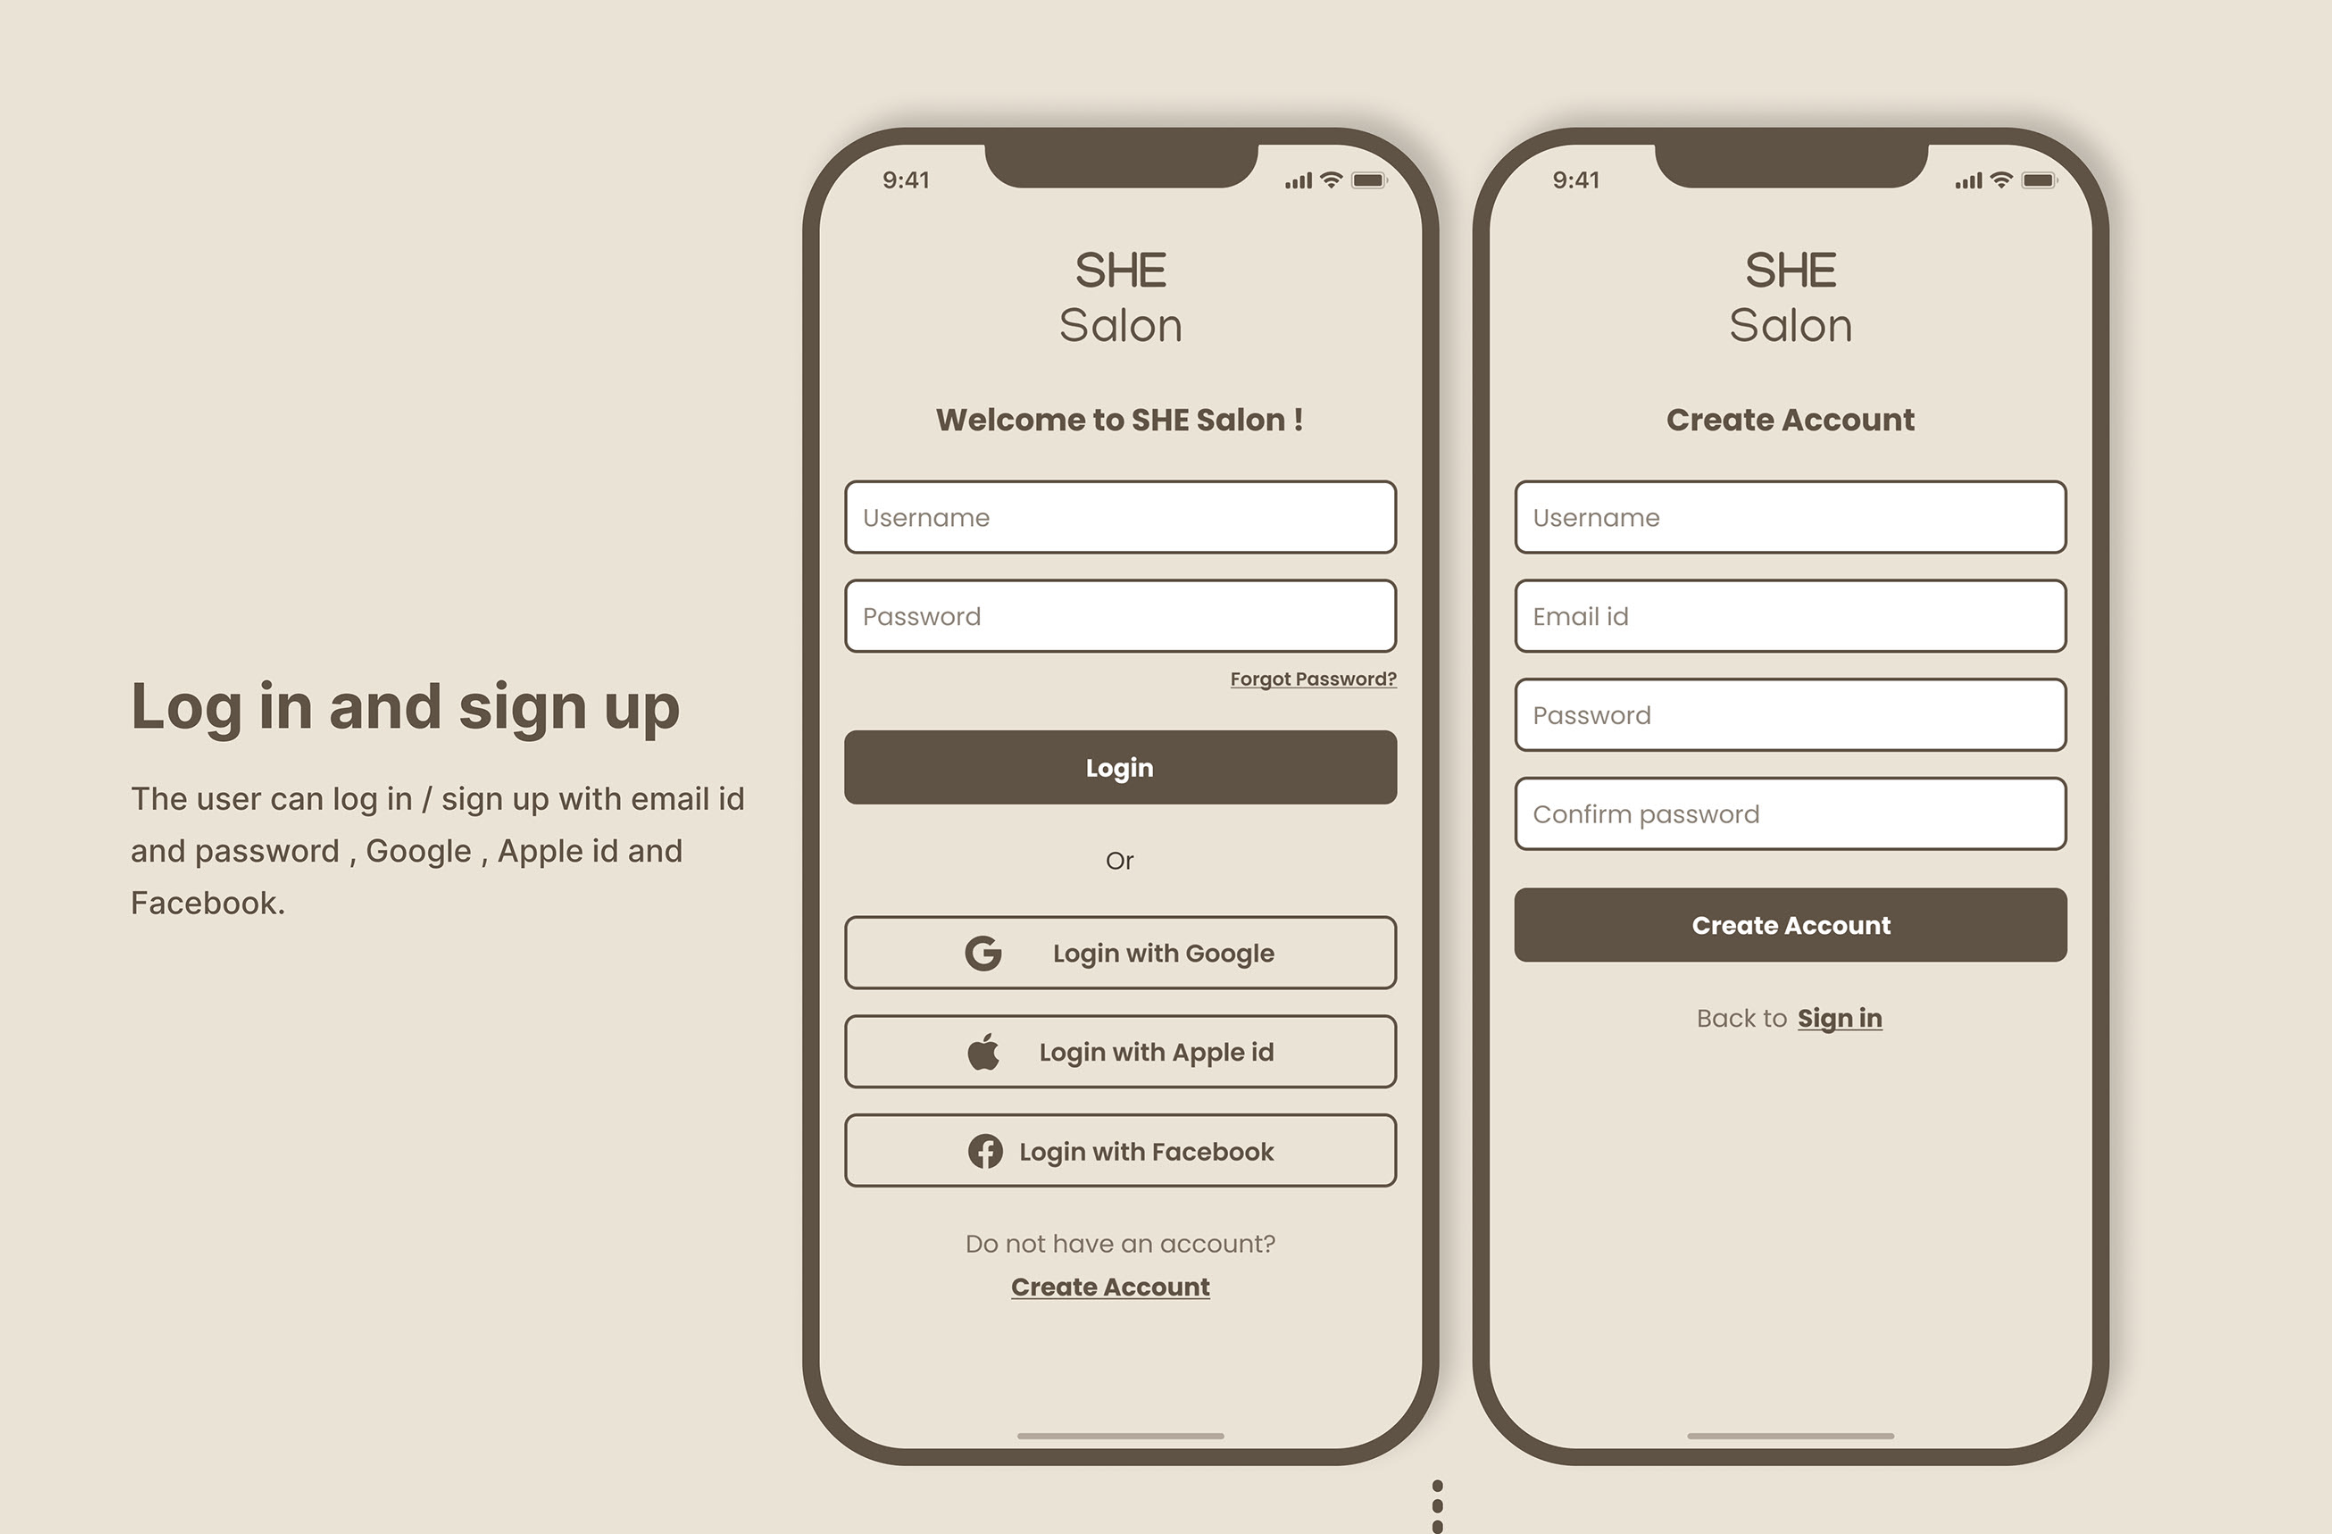 Log in and sign up
The user can log in / sign up with email id
and password , Google , Apple id and
Facebook.
9:41
SHE
Salon
Welcome to SHE Salon !
Username
Password
Forgot Password?
Login
Or
Login with Google
Login with Apple id
Login with Facebook
Do not have an account?
Create Account
9:41
SHE
Salon
Create Account
Username
Email id
Password
Confirm password
Create Account
Back to Sign in